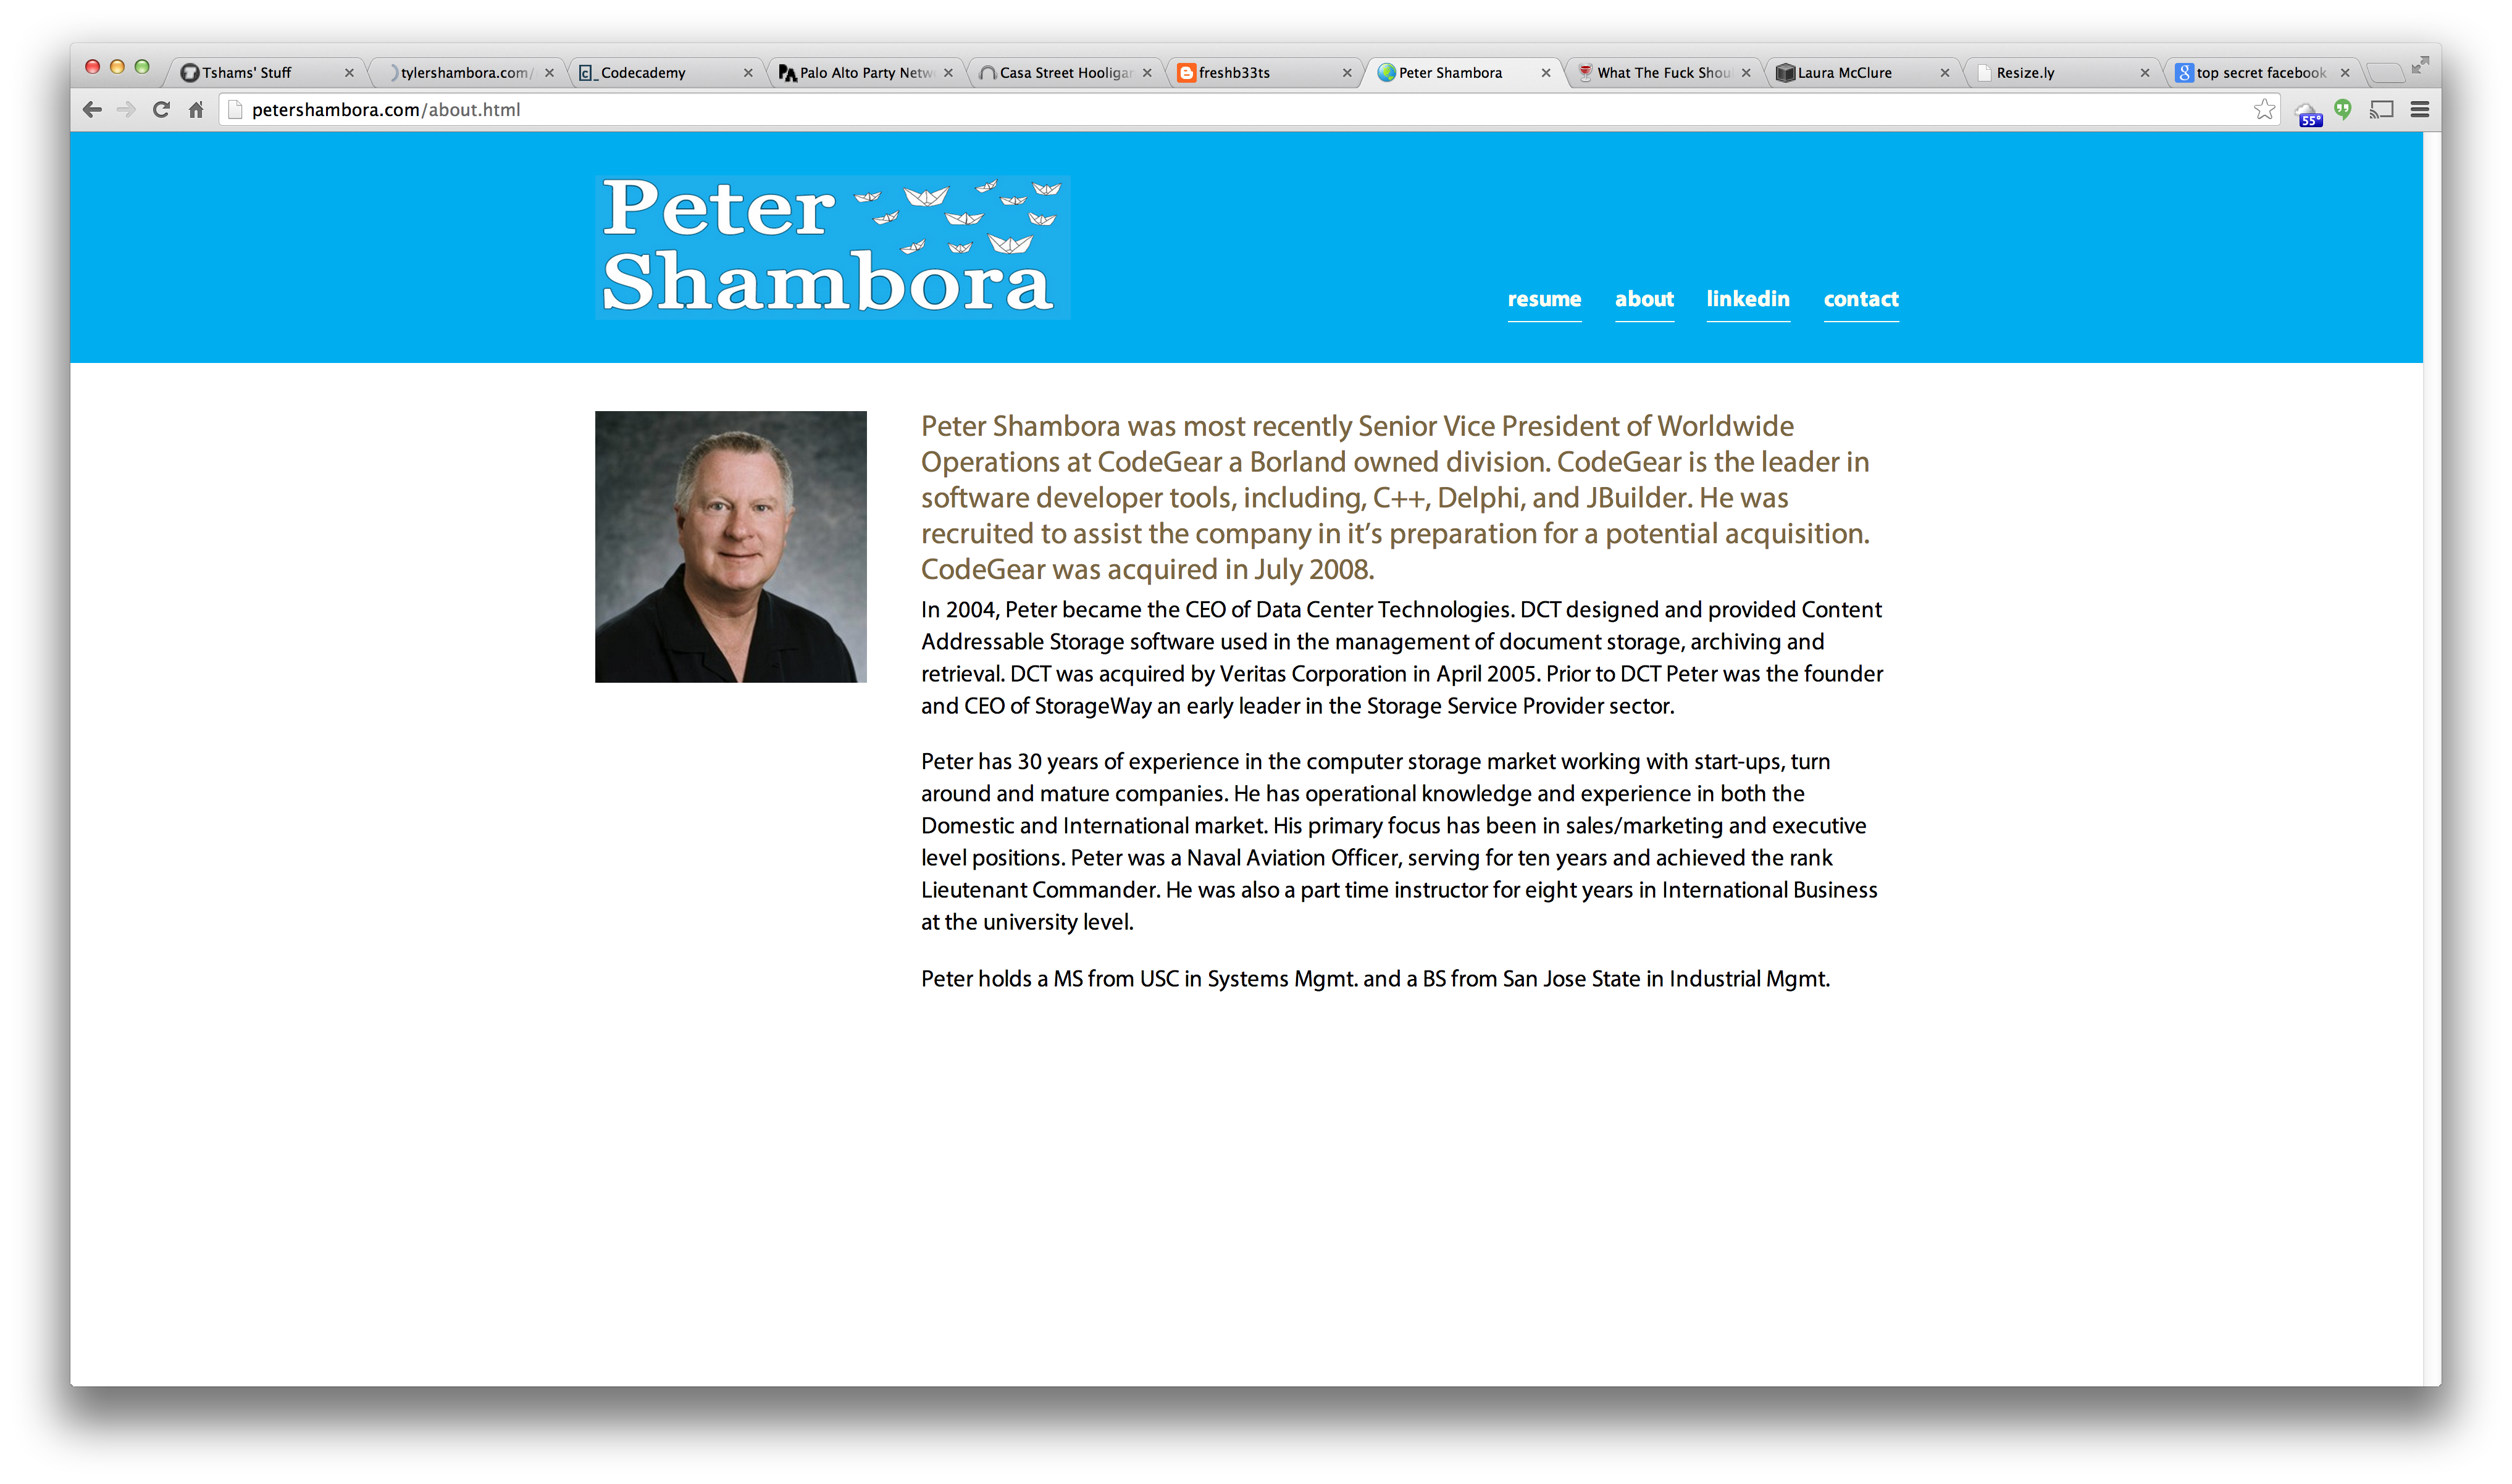 Tshams' Stuff
tylershambora.com/
Codecademy
Palo Alto Party Netw
Casa Street Hooligar
freshb33ts
Peter Shambora
What The Fuck Shou
Laura McClure
Resize.ly
top secret facebook
petershambora.com/about.html
55°
Peter
Shambora
resume about linkedin contact
Peter Shambora was most recently Senior Vice President of Worldwide
Operations at CodeGear a Borland owned division. CodeGear is the leader in
software developer tools, including, C++, Delphi, and JBuilder. He was
recruited to assist the company in it’s preparation for a potential acquisition.
CodeGear was acquired in July 2008.
In 2004, Peter became the CEO of Data Center Technologies. DCT designed and provided Content
Addressable Storage software used in the management of document storage, archiving and
retrieval. DCT was acquired by Veritas Corporation in April 2005. Prior to DCT Peter was the founder
and CEO of StorageWay an early leader in the Storage Service Provider sector.
Peter has 30 years of experience in the computer storage market working with start-ups, turn
around and mature companies. He has operational knowledge and experience in both the
Domestic and International market. His primary focus has been in sales/marketing and executive
level positions. Peter was a Naval Aviation Officer, serving for ten years and achieved the rank
Lieutenant Commander. He was also a part time instructor for eight years in International Business
at the university level.
Peter holds a MS from USC in Systems Mgmt. and a BS from San Jose State in Industrial Mgmt.